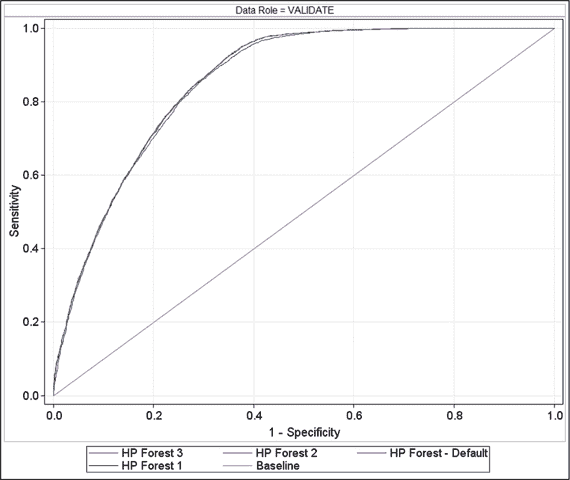 Data Role = VALIDATE
1.0
0.8
0.6
0.4
0.2
0.0
Sensitivity
0.0 0.2 0.4 0.6 0.8 1.0
1 - Specificity
HP Forest 3 HP Forest 2 HP Forest - Default
HP Forest 1 Baseline